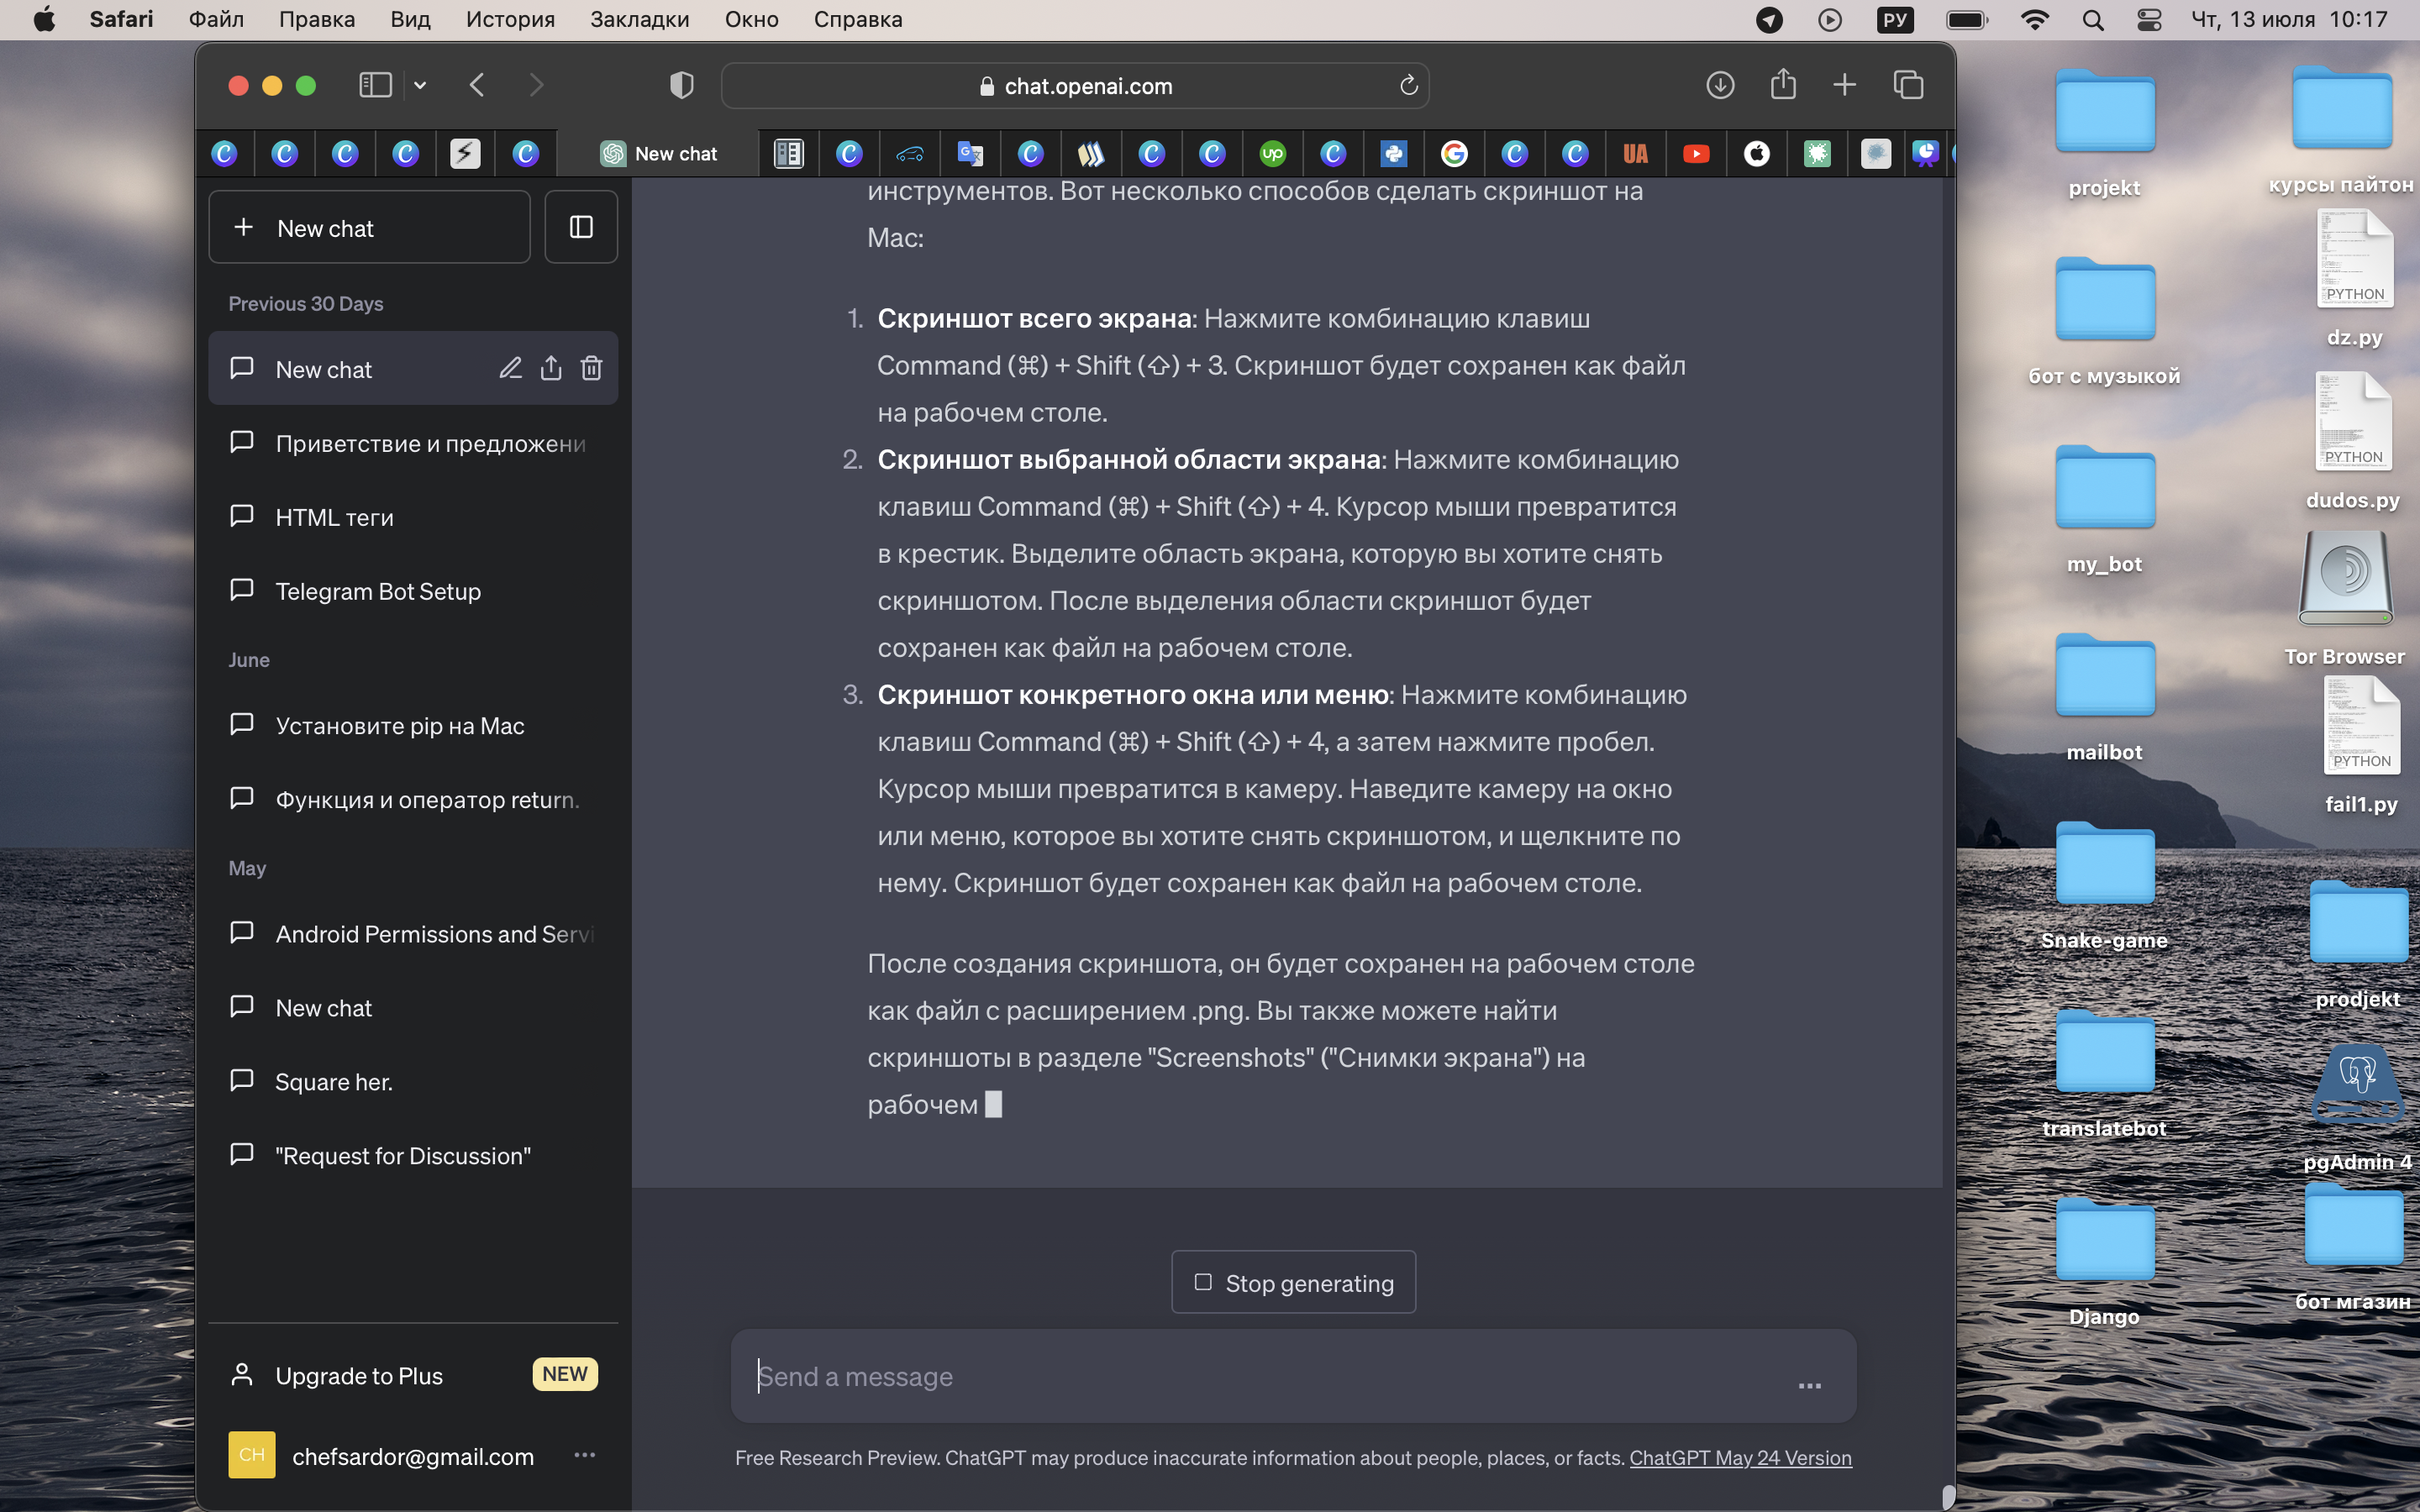 Safari Файл Правка Вид История Закладки Окно Справка РУ Чт, 13 июля 10:17
chat.openai.com
New chat
UA
up
New chat
Previous 30 Days
New chat
Приветствие и предложени
HTML теги
Telegram Bot Setup
June
Установите pip на Mac
Функция и оператор return.
May
Android Permissions and Servi
New chat
Square her.
"Request for Discussion"
Upgrade to Plus NEW
CH chefsardor@gmail.com
инструментов. Вот несколько способов сделать скриншот на
Mac:
1. Скриншот всего экрана: Нажмите комбинацию клавиш
Command (⌘) + Shift (⇧) + 3. Скриншот будет сохранен как файл
на рабочем столе.
2. Скриншот выбранной области экрана: Нажмите комбинацию
клавиш Command (⌘) + Shift (⇧) + 4. Курсор мыши превратится
в крестик. Выделите область экрана, которую вы хотите снять
скриншотом. После выделения области скриншот будет
сохранен как файл на рабочем столе.
3. Скриншот конкретного окна или меню: Нажмите комбинацию
клавиш Command (⌘) + Shift (⇧) + 4, а затем нажмите пробел.
Курсор мыши превратится в камеру. Наведите камеру на окно
или меню, которое вы хотите снять скриншотом, и щелкните по
нему. Скриншот будет сохранен как файл на рабочем столе.
После создания скриншота, он будет сохранен на рабочем столе
как файл с расширением .png. Вы также можете найти
скриншоты в разделе "Screenshots" ("Снимки экрана") на
рабочем
Stop generating
Send a message
Free Research Preview. ChatGPT may produce inaccurate information about people, places, or facts. ChatGPT May 24 Version
projekt
бот с музыкой
my_bot
mailbot
Snake-game
translatebot
Django
курсы пайтон
PYTHON
dz.py
PYTHON
dudos.py
Tor Browser
PYTHON
fail1.py
prodjekt
pgAdmin 4
бот мгазин